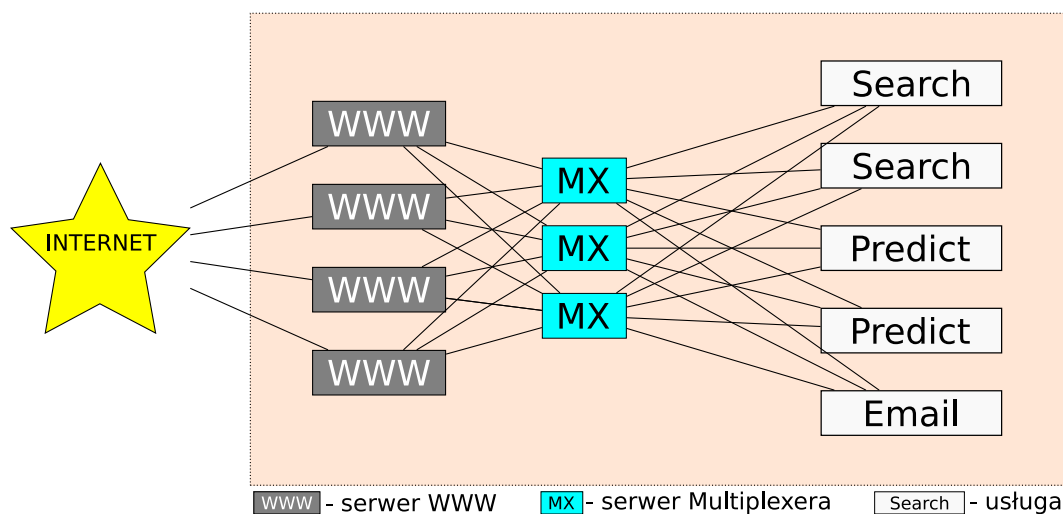 INTERNET
WWW
WWW
WWW
WWW
MX
MX
MX
Search
Search
Predict
Predict
Email
WWW - serwer WWW
MX - serwer Multiplexera
Search - usługa